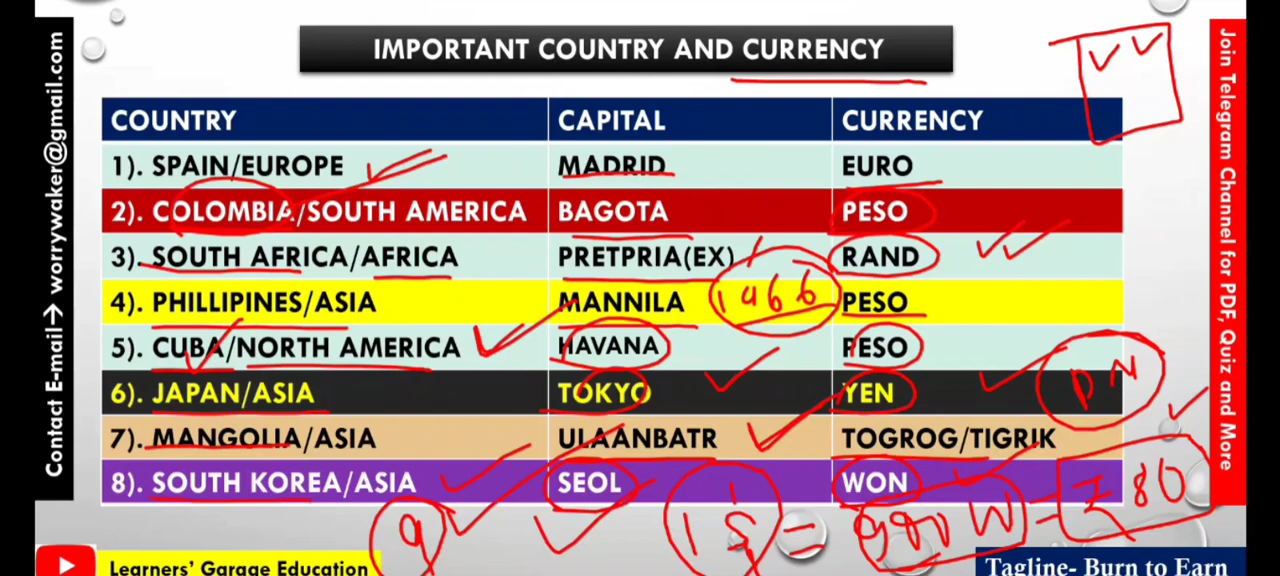 IMPORTANT COUNTRY AND CURRENCY
COUNTRY CAPITAL CURRENCY
1). SPAIN/EUROPE MADRID EURO
2). COLOMBIA/SOUTH AMERICA BAGOTA PESO
3). SOUTH AFRICA/AFRICA PRETPRIA(EX) RAND
4). PHILLIPINES/ASIA MANNILA PESO
1966
5). CUBA/NORTH AMERICA HAVANA PESO
6). JAPAN/ASIA TOKYO YEN
DN
7). MANGOLIA/ASIA ULAANBATR TOGROG/TIGRIK
8). SOUTH KOREA/ASIA SEOL WON
9
1 $ = W = ₹ 80
Contact E-mail → worrywaker@gmail.com
Join Telegram Channel for PDF, Quiz and More
Learners' Garage Education
Tagline- Burn to Earn